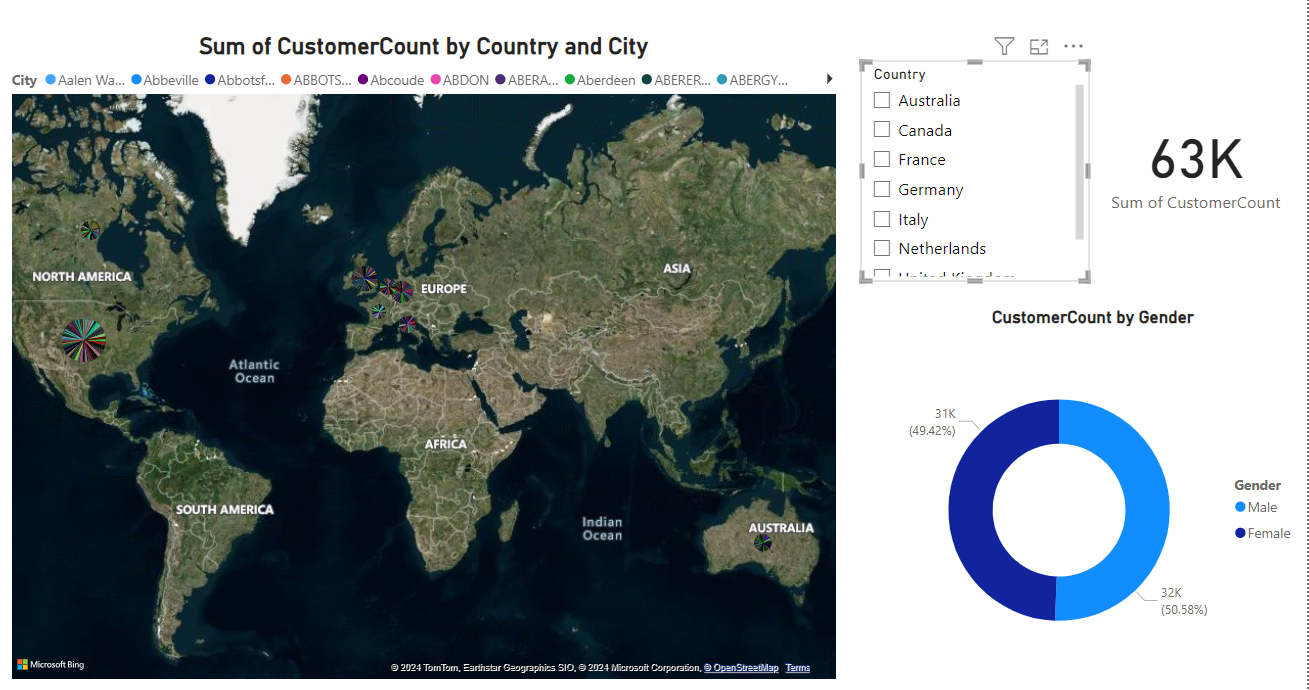 Sum of CustomerCount by Country and City
City Aalen Wa... Abbeville Abbotsf... ABBOTS... Abcoude ABDON ABERA... Aberdeen ABERER... ABERGY...
NORTH AMERICA
EUROPE
ASIA
Atlantic
Ocean
AFRICA
SOUTH AMERICA
Indian
Ocean
AUSTRALIA
Microsoft Bing
© 2024 TomTom, Earthstar Geographics SIO, © 2024 Microsoft Corporation, © OpenStreetMap Terms
Country
Australia
Canada
France
Germany
Italy
Netherlands
United Kingdom
63K
Sum of CustomerCount
CustomerCount by Gender
31K
(49.42%)
32K
(50.58%)
Gender
Male
Female